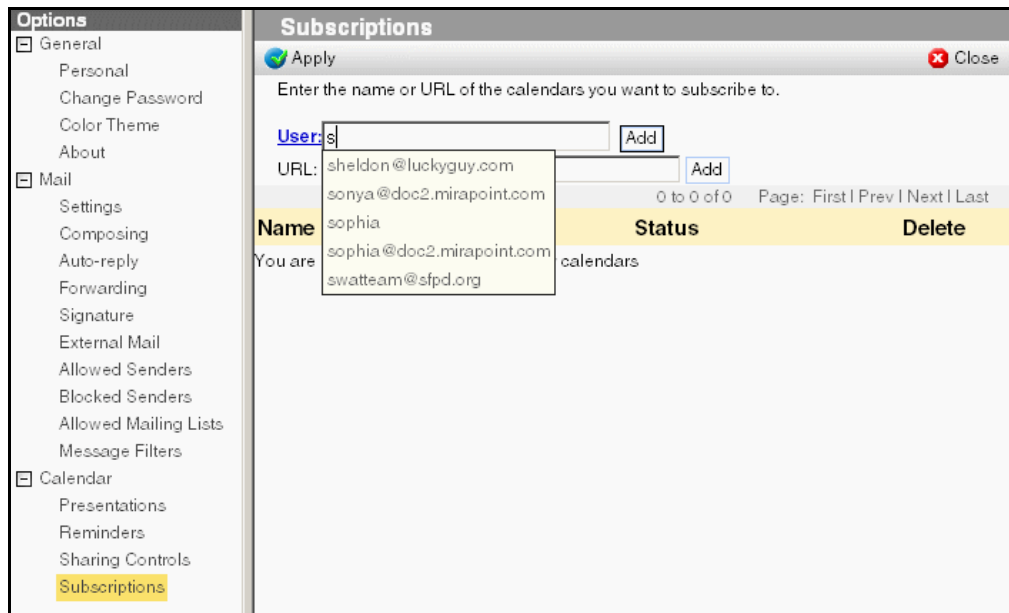 Options
General
Personal
Change Password
Color Theme
About
Mail
Settings
Composing
Auto-reply
Forwarding
Signature
External Mail
Allowed Senders
Blocked Senders
Allowed Mailing Lists
Message Filters
Calendar
Presentations
Reminders
Sharing Controls
Subscriptions
Subscriptions
Apply Close
Enter the name or URL of the calendars you want to subscribe to.
User: s Add
URL: Add
sheldon@luckyguy.com
sonya@doc2.mirapoint.com
sophia
sophia@doc2.mirapoint.com
swatteam@sfpd.org
0 to 0 of 0 Page: First | Prev | Next | Last
Name Status Delete
You are calendars